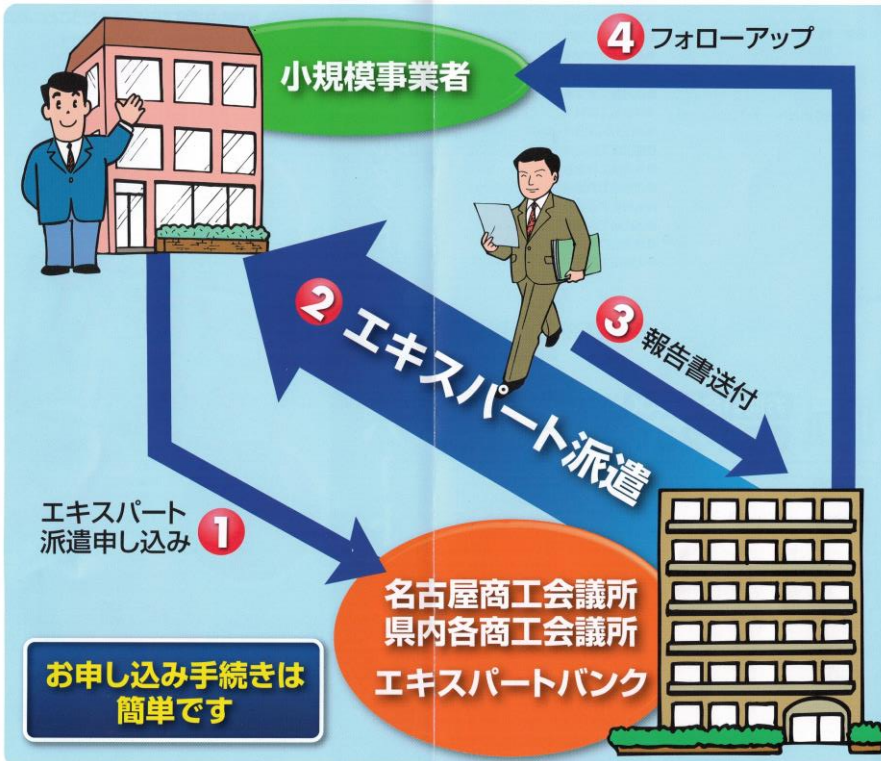 小規模事業者
4 フォローアップ
2 エキスパート派遣
3 報告書送付
エキスパート
派遣申し込み 1
名古屋商工会議所
県内各商工会議所
エキスパートバンク
お申し込み手続きは
簡単です